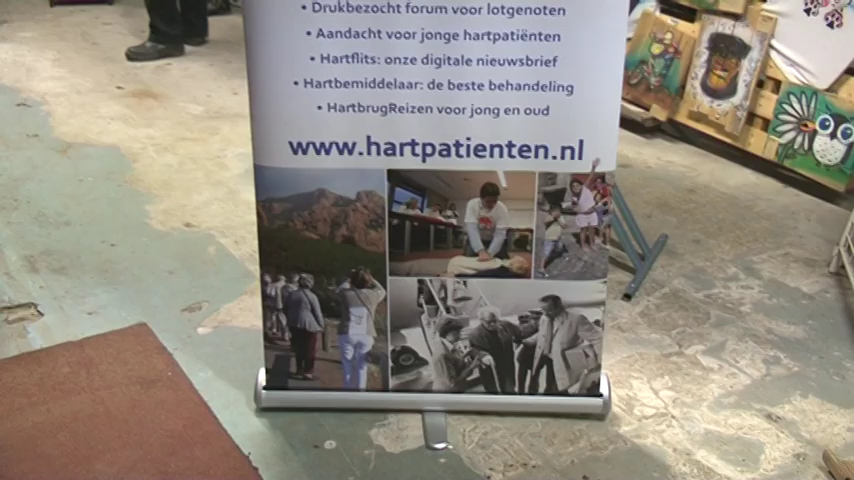 • Drukbezocht forum voor lotgenoten
• Aandacht voor jonge hartpatiënten
• Hartflits: onze digitale nieuwsbrief
• Hartbemiddelaar: de beste behandeling
• HartbrugReizen voor jong en oud
www.hartpatienten.nl